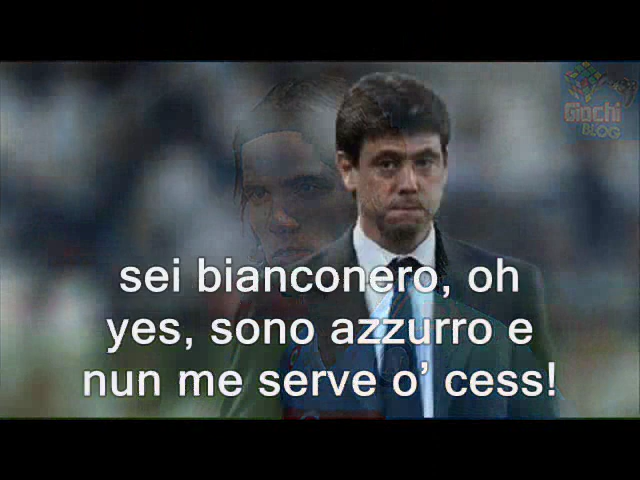 Giochi
BLOG
sei bianconero, oh
yes, sono azzurro e
nun me serve o’ cess!